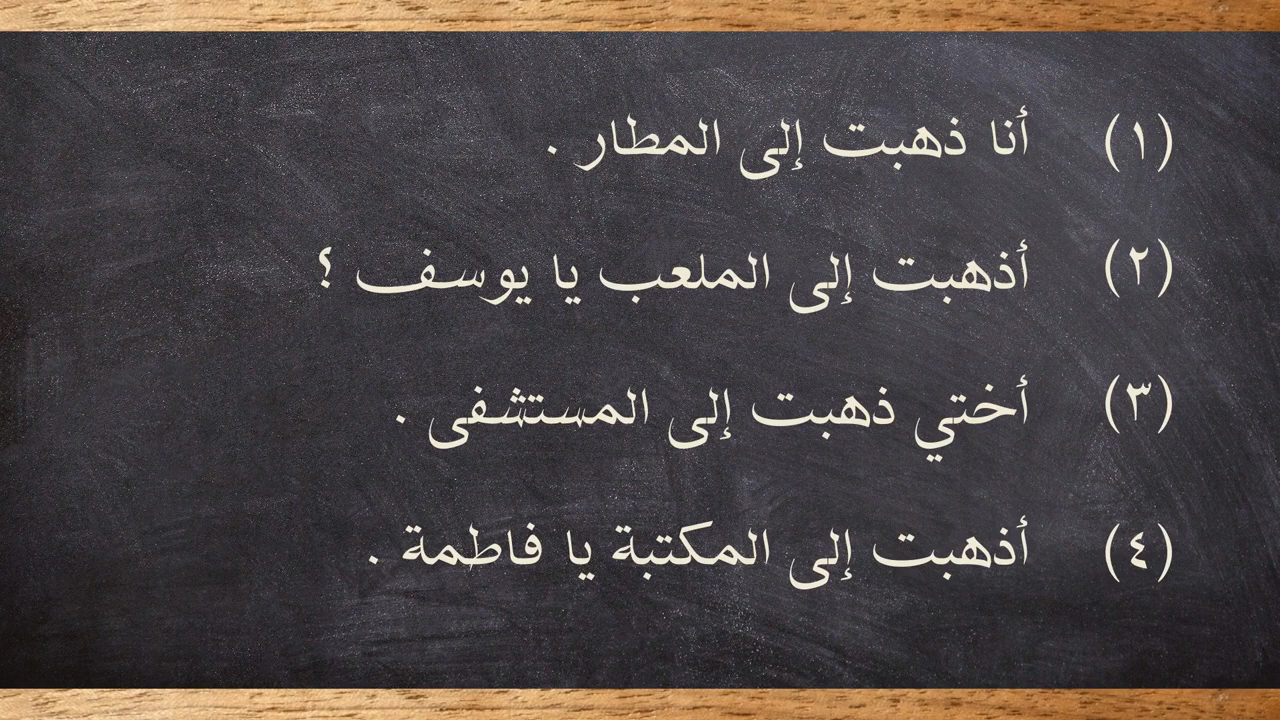 (١) أنا ذهبت إلى المطار .
(٢) أذهبت إلى الملعب يا يوسف ؟
(٣) أختي ذهبت إلى المستشفى .
(٤) أذهبت إلى المكتبة يا فاطمة .